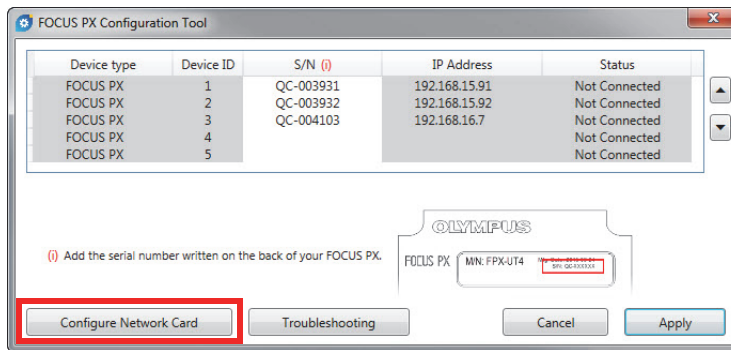 FOCUS PX Configuration Tool
Device type Device ID S/N (i) IP Address Status
FOCUS PX 1 QC-003931 192.168.15.91 Not Connected
FOCUS PX 2 QC-003932 192.168.15.92 Not Connected
FOCUS PX 3 QC-004103 192.168.16.7 Not Connected
FOCUS PX 4 Not Connected
FOCUS PX 5 Not Connected
OLYMPUS
(i) Add the serial number written on the back of your FOCUS PX.
FOCUS PX M/N: FPX-UT4
S/N: QC-XXXXXX
Configure Network Card Troubleshooting Cancel Apply